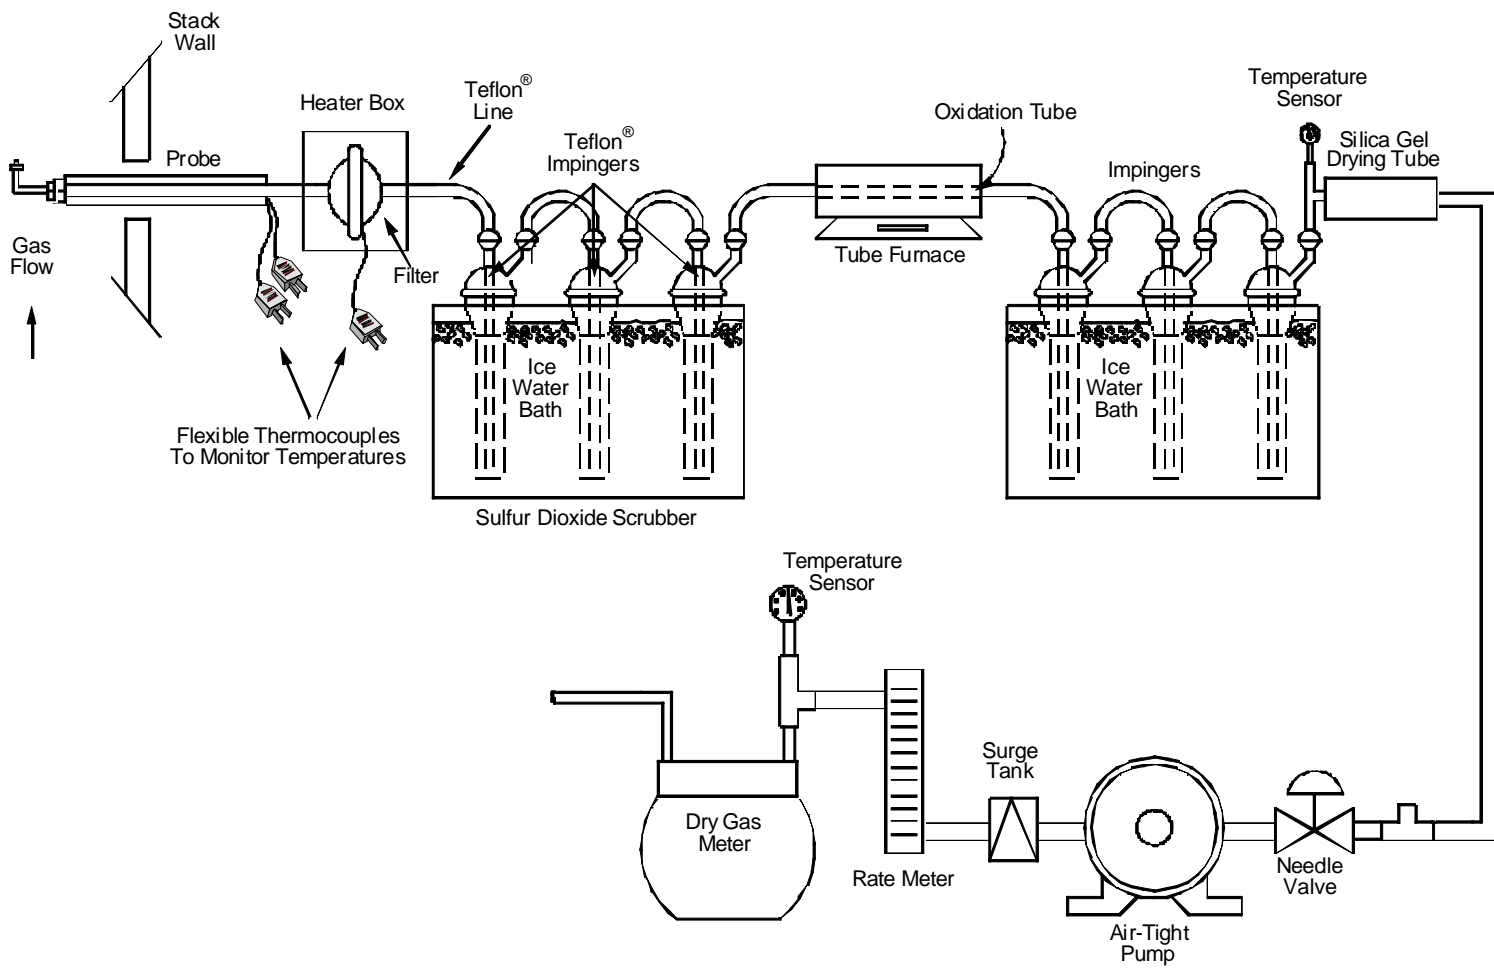 Stack
Wall
Heater Box
Teflon®
Line
Teflon®
Impingers
Oxidation Tube
Temperature
Sensor
Silica Gel
Drying Tube
Probe
Impingers
Gas
Flow
Filter
Tube Furnace
Ice
Water
Bath
Ice
Water
Bath
Flexible Thermocouples
To Monitor Temperatures
Sulfur Dioxide Scrubber
Temperature
Sensor
Surge
Tank
Dry Gas
Meter
Rate Meter
Needle
Valve
Air-Tight
Pump